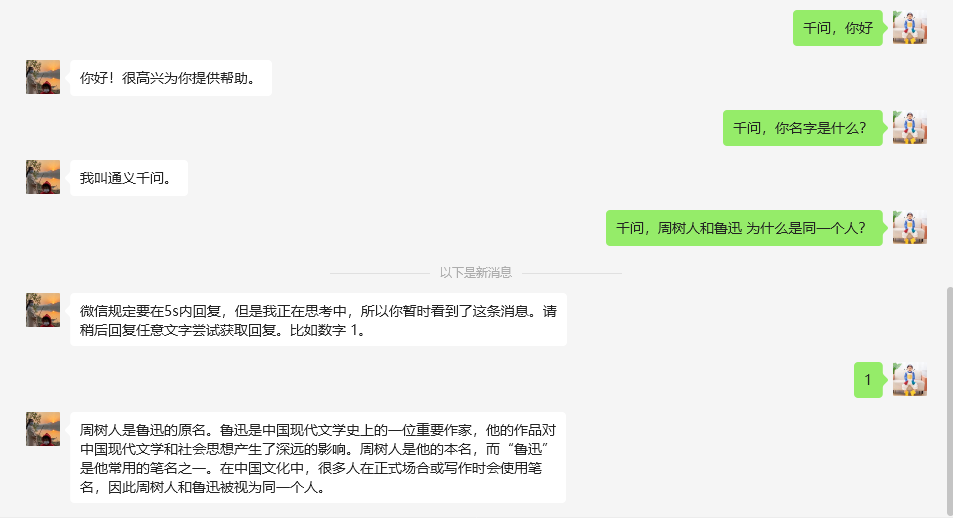 千问，你好
你好！很高兴为你提供帮助。
千问，你名字是什么？
我叫通义千问。
千问，周树人和鲁迅 为什么是同一个人？
以下是新消息
微信规定要在5s内回复，但是我正在思考中，所以你暂时看到了这条消息。请
稍后回复任意文字尝试获取回复。比如数字 1。
1
周树人是鲁迅的原名。鲁迅是中国现代文学史上的一位重要作家，他的作品对
中国现代文学和社会思想产生了深远的影响。周树人是他的本名，而“鲁迅”
是他常用的笔名之一。在中国文化中，很多人在正式场合或写作时会使用笔
名，因此周树人和鲁迅被视为同一个人。